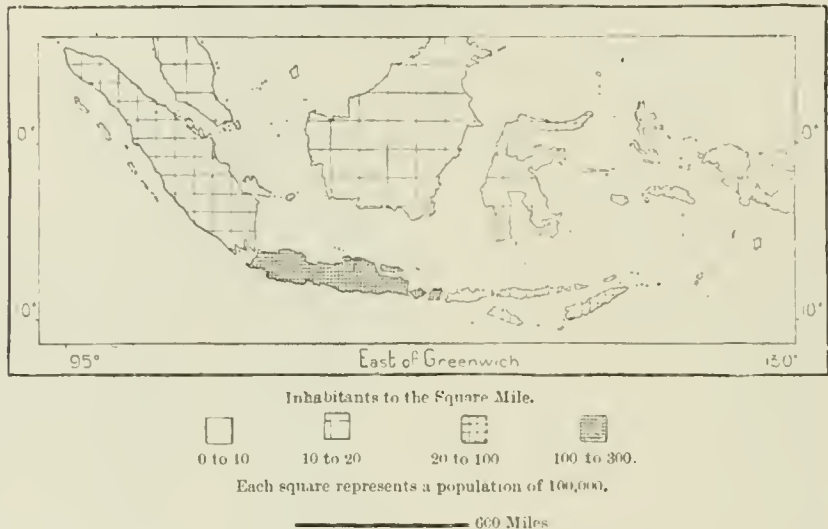 0° 0°
10° 10°
95° East of Greenwich 130°
Inhabitants to the Square Mile.
0 to 10 10 to 20 20 to 100 100 to 300.
Each square represents a population of 100,000.
600 Miles